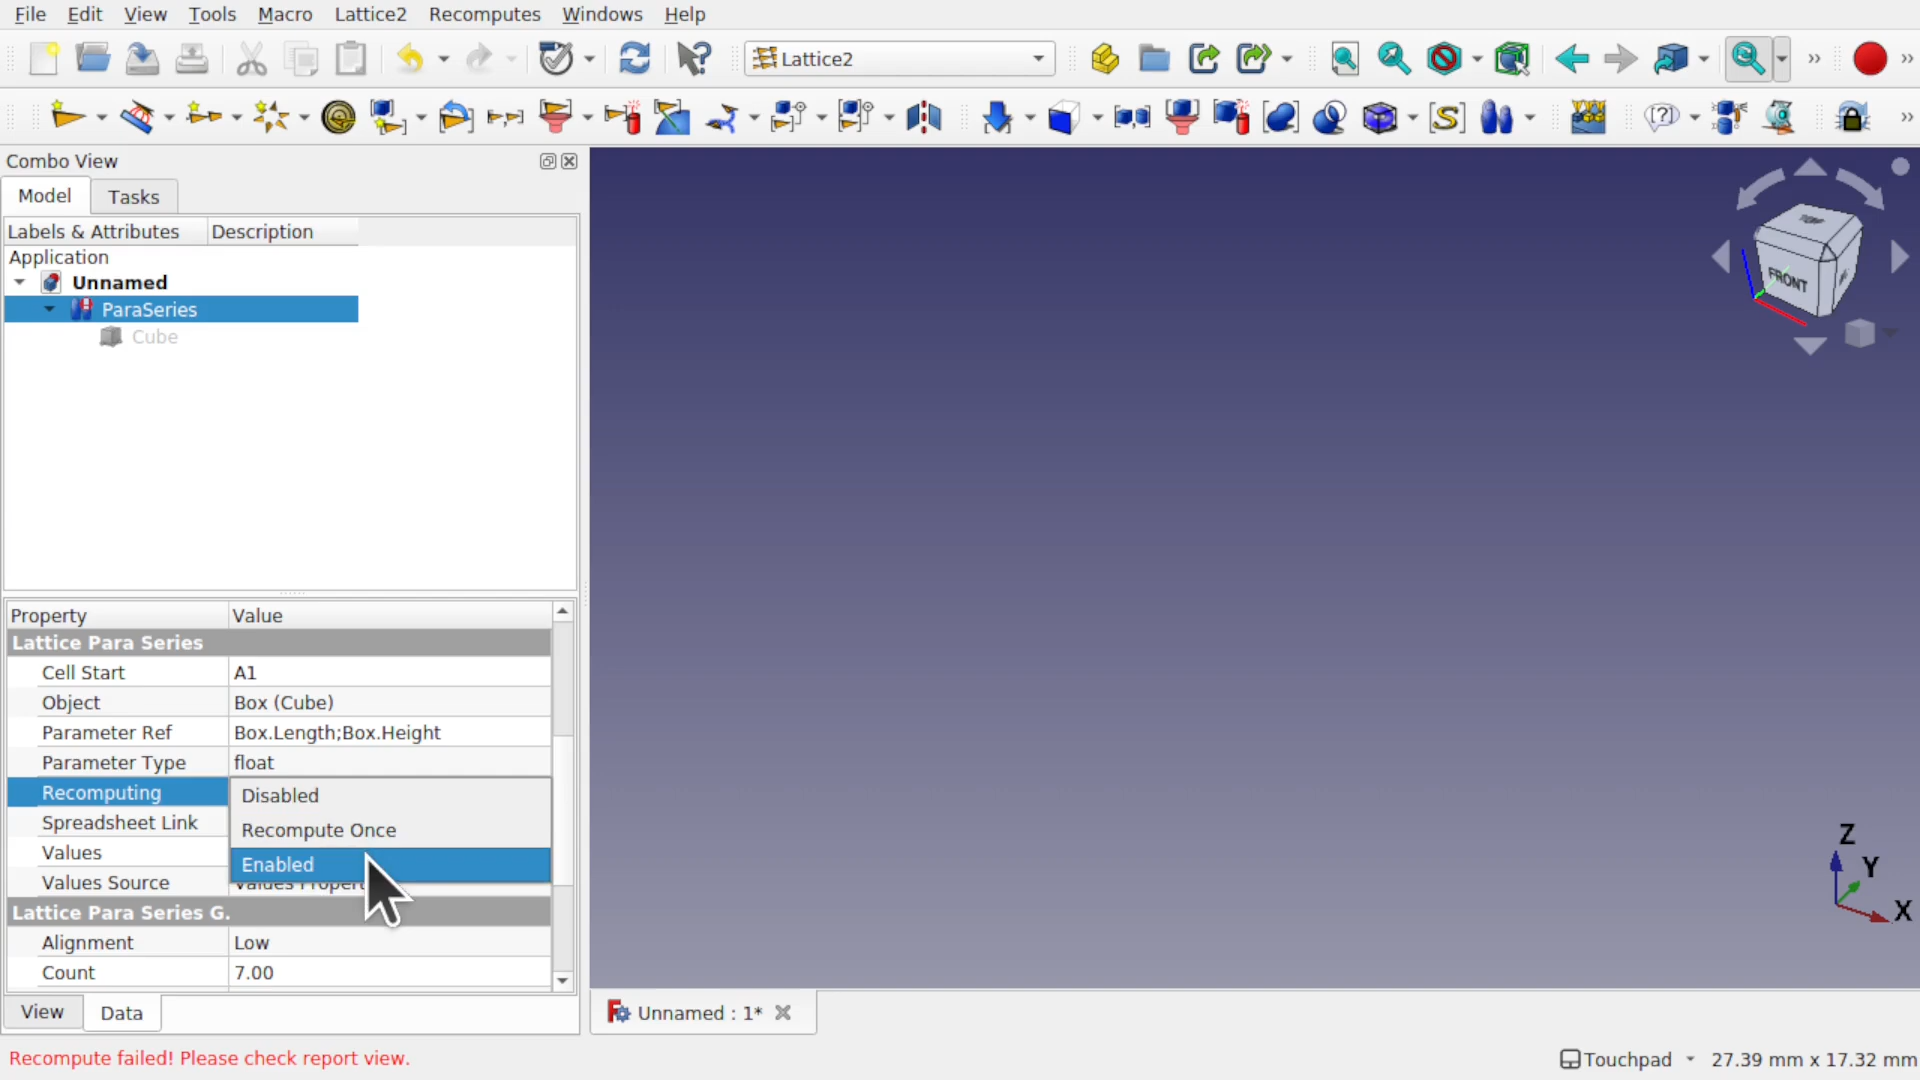 File Edit View Tools Macro Lattice2 Recomputes Windows Help
Lattice2
Combo View
Model Tasks
Labels & Attributes Description
Application
Unnamed
ParaSeries
Cube
TOP
FRONT
Property Value
Lattice Para Series
Cell Start A1
Object Box (Cube)
Parameter Ref Box.Length;Box.Height
Parameter Type float
Recomputing Disabled
Recompute Once
Spreadsheet Link
Values Enabled
Values Source
Lattice Para Series G.
Alignment Low
Count 7.00
Z
Y
X
View Data
Unnamed : 1*
Recompute failed! Please check report view.
Touchpad 27.39 mm x 17.32 mm